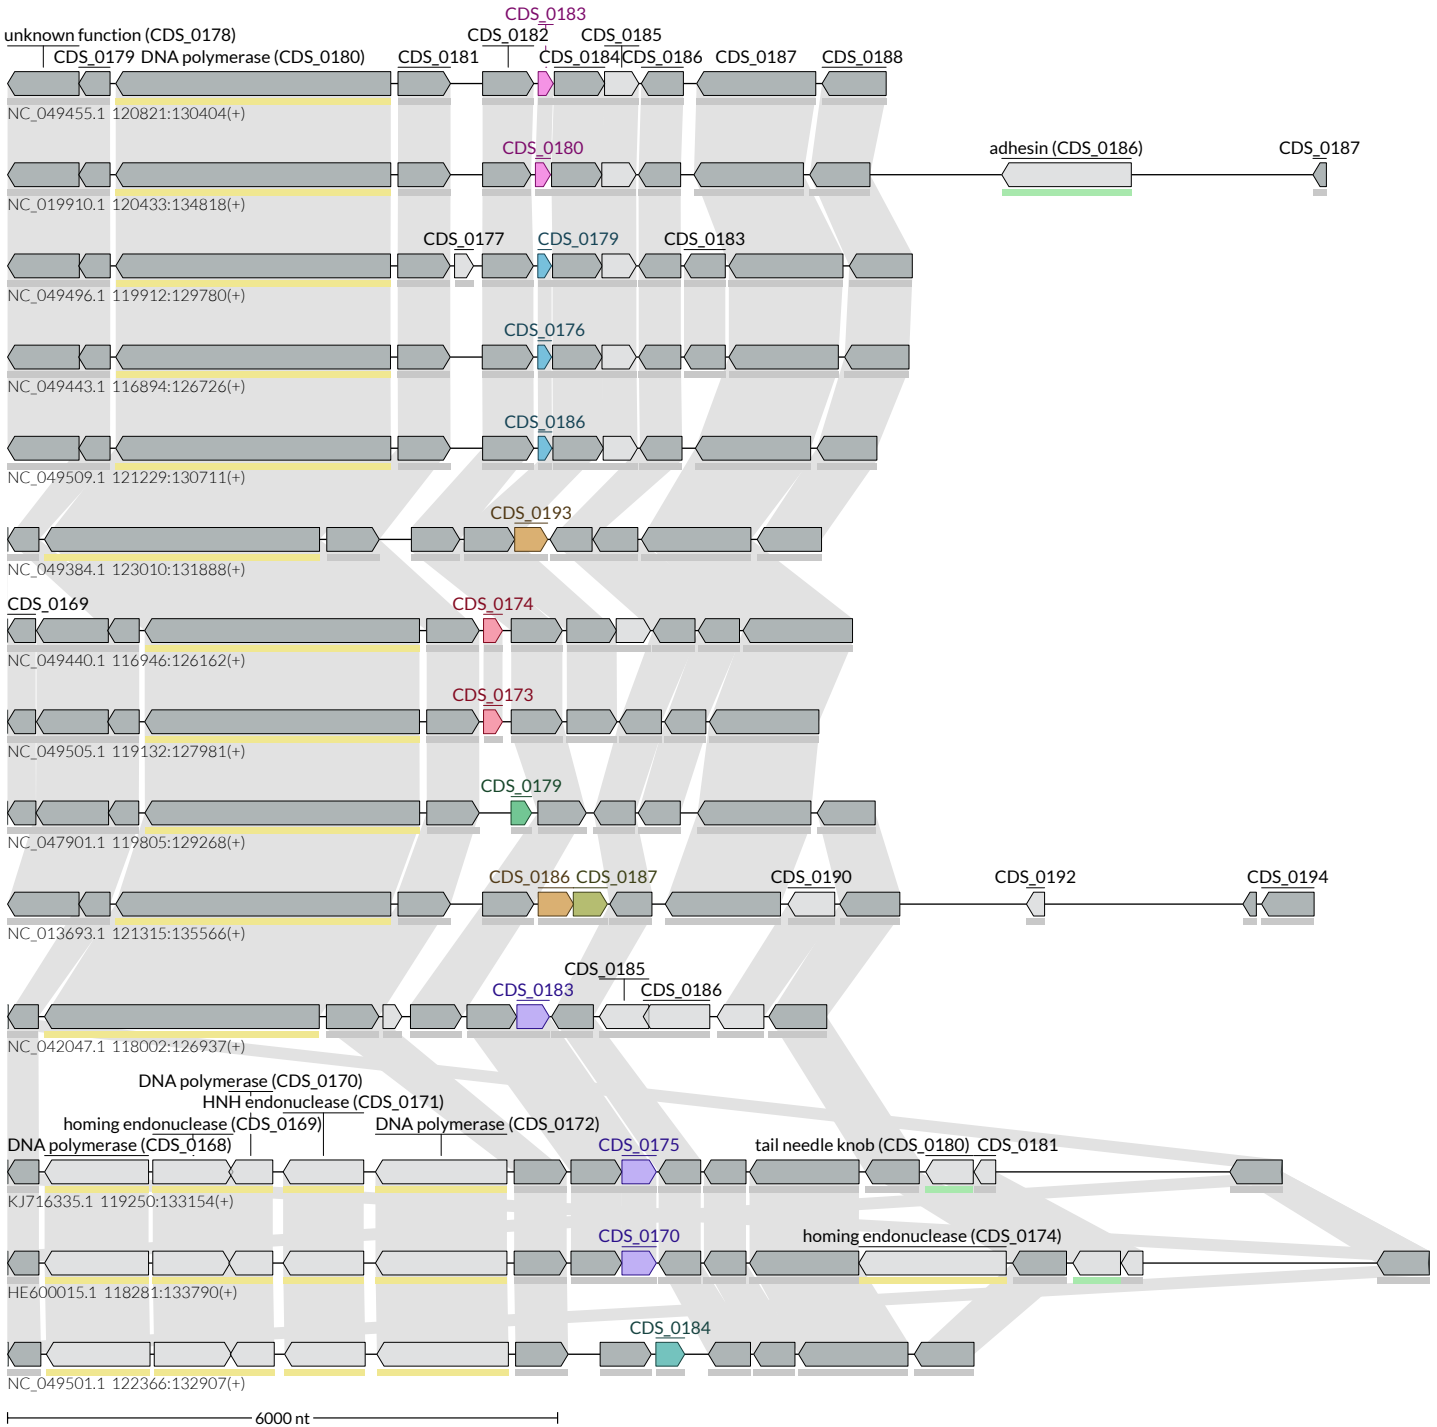 CDS_0183
unknown function (CDS_0178) CDS_0182 CDS_0185
CDS_0179 DNA polymerase (CDS_0180) CDS_0181 CDS_0184 CDS_0186 CDS_0187 CDS_0188
NC_049455.1 120821:130404(+)
CDS_0180 adhesin (CDS_0186) CDS_0187
NC_019910.1 120433:134818(+)
CDS_0177 CDS_0179 CDS_0183
NC_049496.1 119912:129780(+)
CDS_0176
NC_049443.1 116894:126726(+)
CDS_0186
NC_049509.1 121229:130711(+)
CDS_0193
NC_049384.1 123010:131888(+)
CDS_0169 CDS_0174
NC_049440.1 116946:126162(+)
CDS_0173
NC_049505.1 119132:127981(+)
CDS_0179
NC_047901.1 119805:129268(+)
CDS_0186 CDS_0187 CDS_0190 CDS_0192 CDS_0194
NC_013693.1 121315:135566(+)
CDS_0185
CDS_0183 CDS_0186
NC_042047.1 118002:126937(+)
DNA polymerase (CDS_0170)
HNH endonuclease (CDS_0171)
homing endonuclease (CDS_0169) DNA polymerase (CDS_0172)
DNA polymerase (CDS_0168) CDS_0175 tail needle knob (CDS_0180) CDS_0181
KJ716335.1 119250:133154(+)
CDS_0170 homing endonuclease (CDS_0174)
HE600015.1 118281:133790(+)
CDS_0184
NC_049501.1 122366:132907(+)
6000 nt